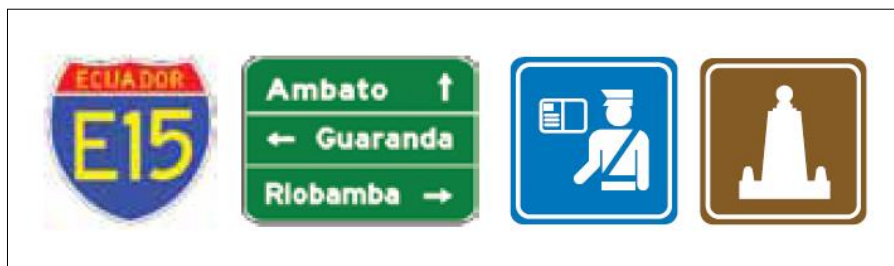 ECUADOR
E15
Ambato ↑
← Guaranda
Riobamba →